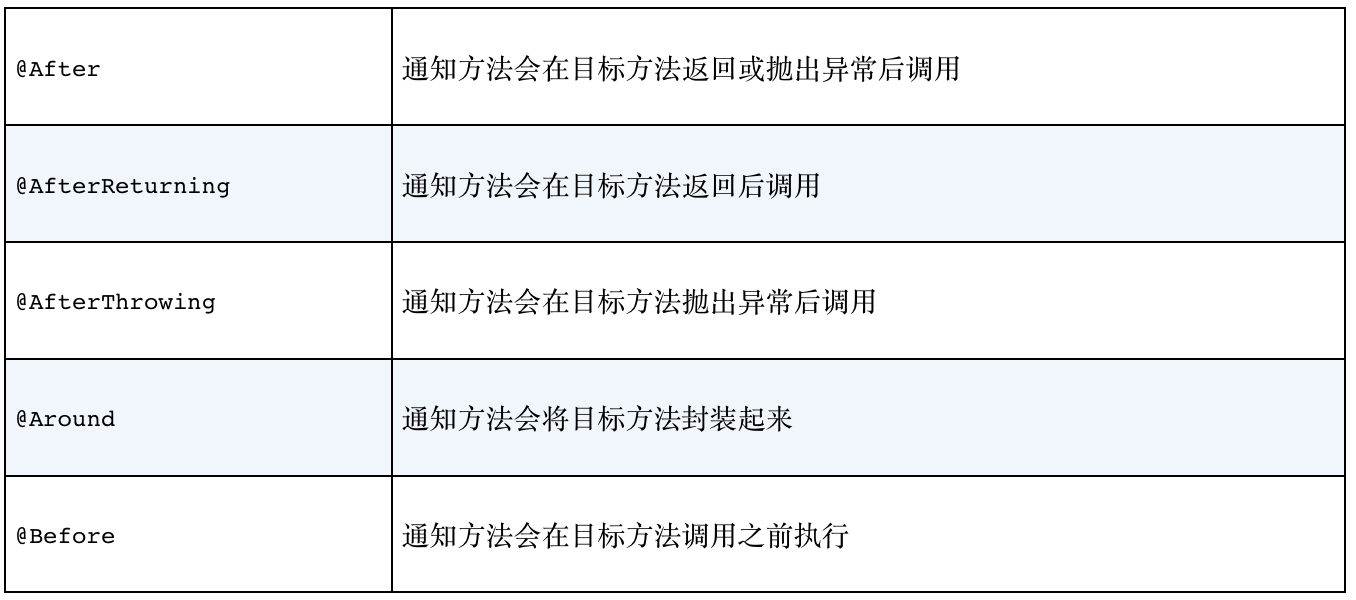 @After 通知方法会在目标方法返回或抛出异常后调用
@AfterReturning 通知方法会在目标方法返回后调用
@AfterThrowing 通知方法会在目标方法抛出异常后调用
@Around 通知方法会将目标方法封装起来
@Before 通知方法会在目标方法调用之前执行